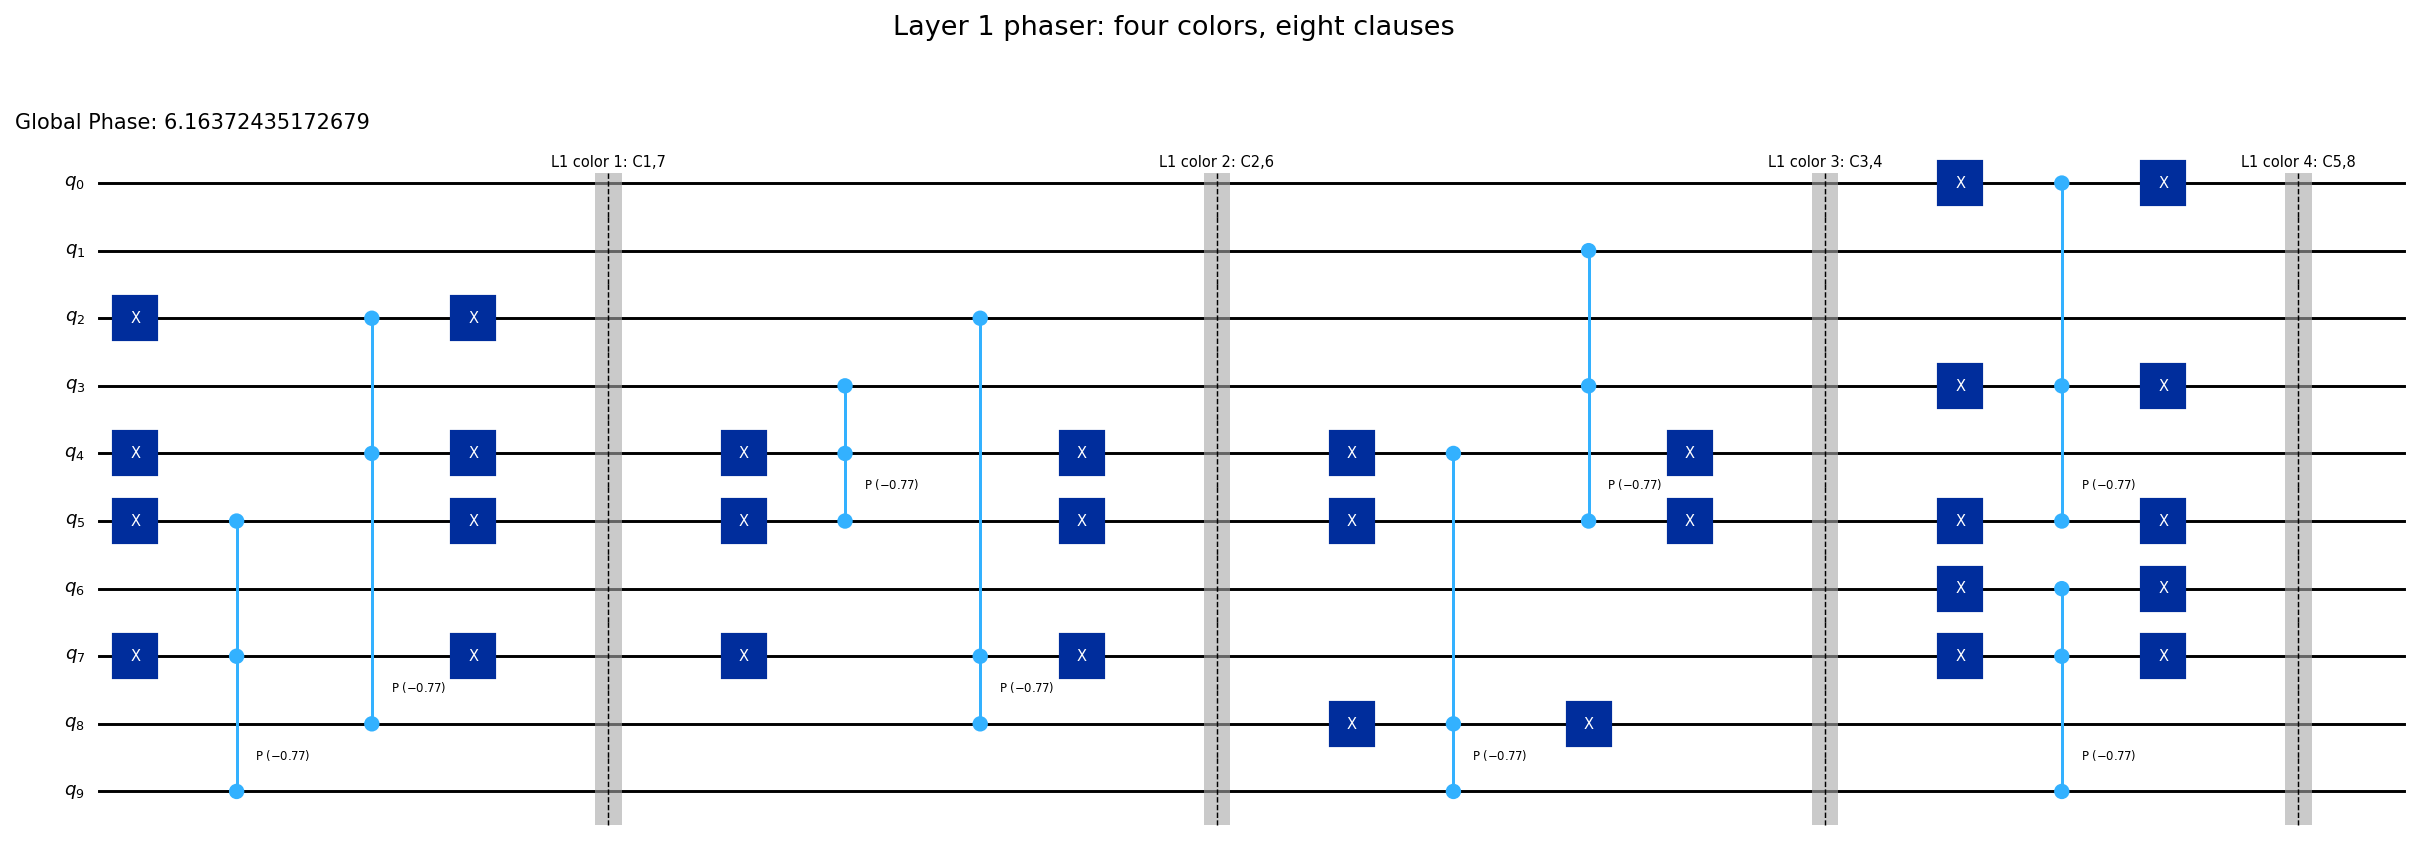 Layer 1 phaser: four colors, eight clauses
Global Phase: 6.16372435172679
L1 color 1: C1,7 L1 color 2: C2,6 L1 color 3: C3,4 L1 color 4: C5,8
q0 X X
q1
q2 X X
q3 X X
q4 X X X X X X
P (−0.77) P (−0.77) P (−0.77)
q5 X X X X X X X X
q6 X X
q7 X X X X X X
P (−0.77) P (−0.77)
q8 X X
P (−0.77) P (−0.77) P (−0.77)
q9